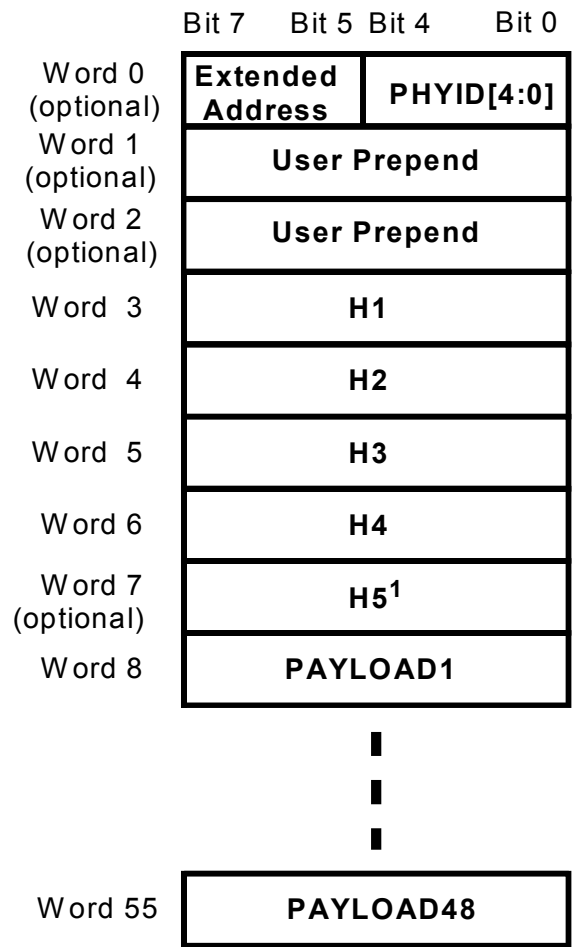 Bit 7 Bit 5 Bit 4 Bit 0
Word 0 (optional) Extended Address PHYID[4:0]
Word 1 (optional) User Prepend
Word 2 (optional) User Prepend
Word 3 H1
Word 4 H2
Word 5 H3
Word 6 H4
Word 7 (optional) H5¹
Word 8 PAYLOAD1
Word 55 PAYLOAD48